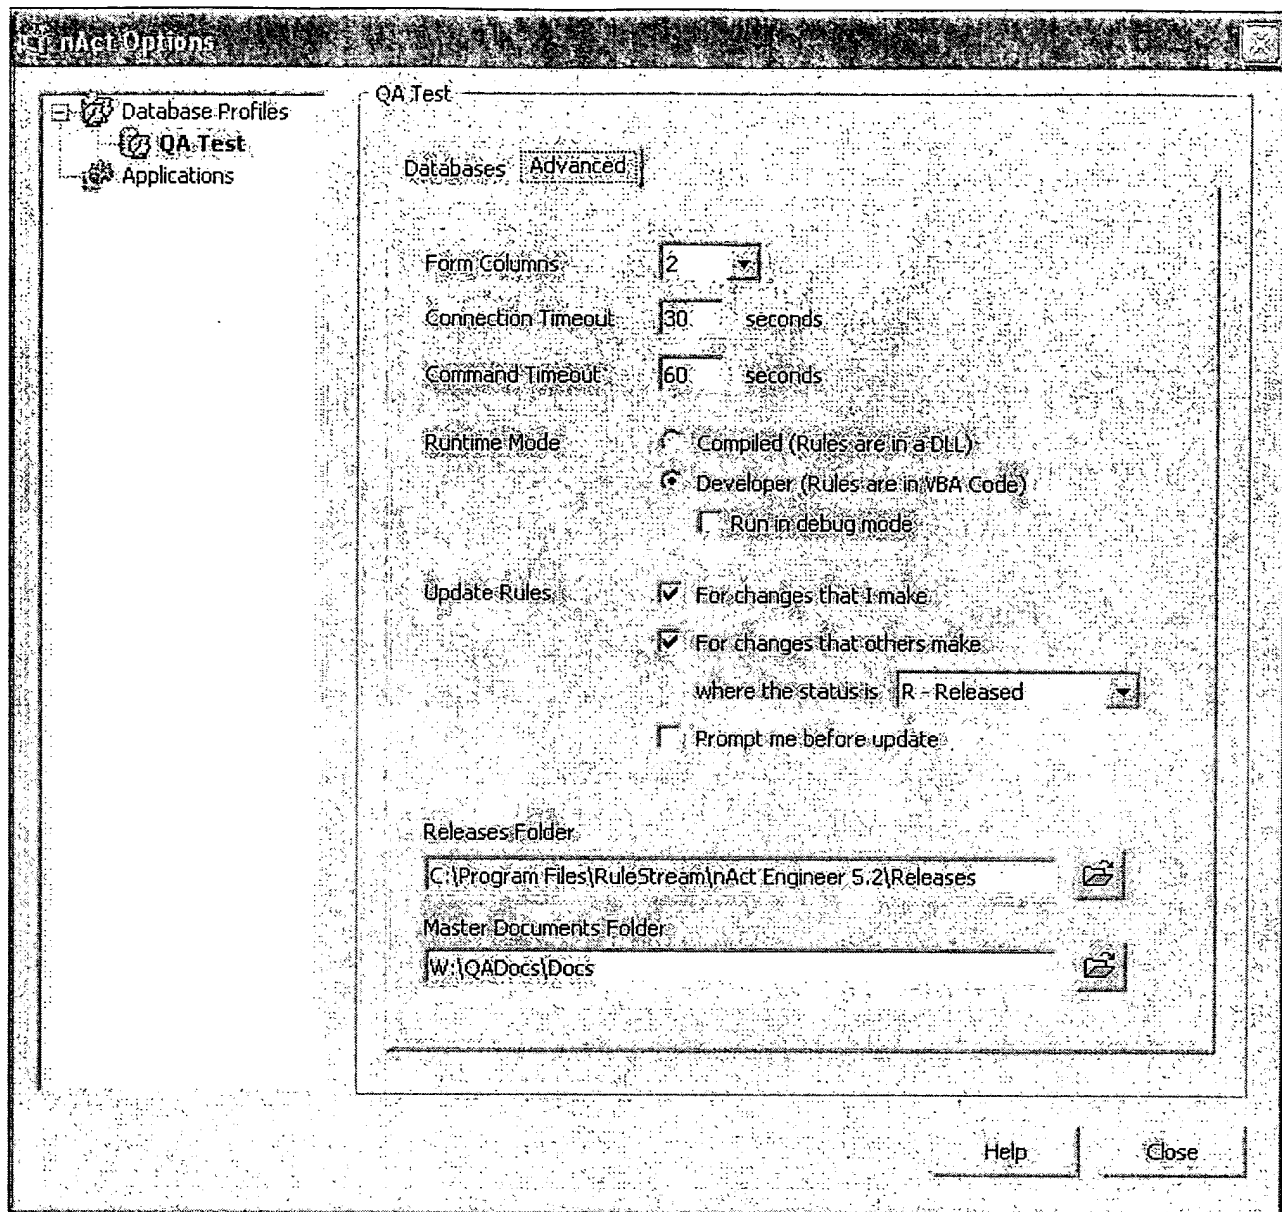 nAct Options
Database Profiles
QA Test
Applications
QA Test
Databases Advanced
Form Columns 2
Connection Timeout 30 seconds
Command Timeout 60 seconds
Runtime Mode Compiled (Rules are in a DLL)
Developer (Rules are in VBA Code)
Run in debug mode
Update Rules For changes that I make
For changes that others make
where the status is R - Released
Prompt me before update
Releases Folder
C:\Program Files\RuleStream\nAct Engineer 5.2\Releases
Master Documents Folder
W:\QADocs\Docs
Help Close